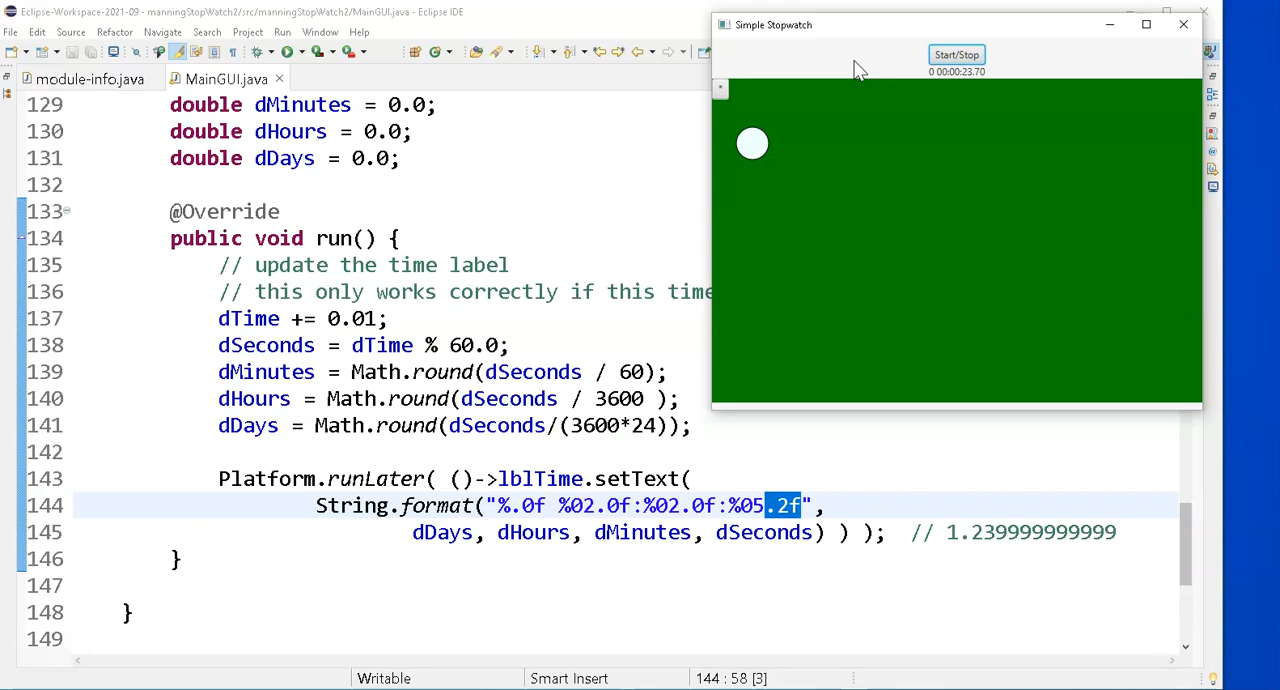 Eclipse-Workspace-2021-09 - manningStopWatch2/src/manningStopWatch2/MainGUI.java - Eclipse IDE
File Edit Source Refactor Navigate Search Project Run Window Help
module-info.java
MainGUI.java
129 double dMinutes = 0.0;
130 double dHours = 0.0;
131 double dDays = 0.0;
132
133 @Override
134 public void run() {
135 // update the time label
136 // this only works correctly if this time
137 dTime += 0.01;
138 dSeconds = dTime % 60.0;
139 dMinutes = Math.round(dSeconds / 60);
140 dHours = Math.round(dSeconds / 3600 );
141 dDays = Math.round(dSeconds/(3600*24));
142
143 Platform.runLater( ()->lblTime.setText(
144 String.format("%.0f %02.0f:%02.0f:%05.2f",
145 dDays, dHours, dMinutes, dSeconds) ) ); // 1.239999999999
146 }
147
148 }
149
Writable Smart Insert 144 : 58 [3]
Simple Stopwatch
Start/Stop
0 00:00:23.70
*